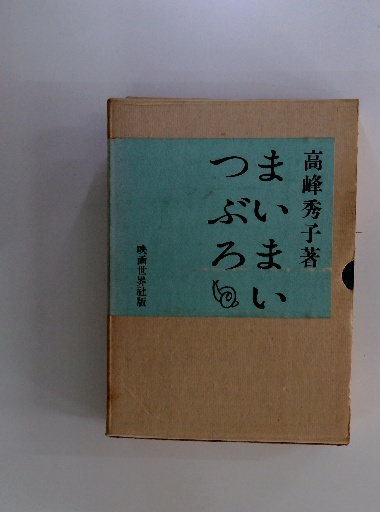 高峰秀子著
まいまい
つぶろ
映画世界社版